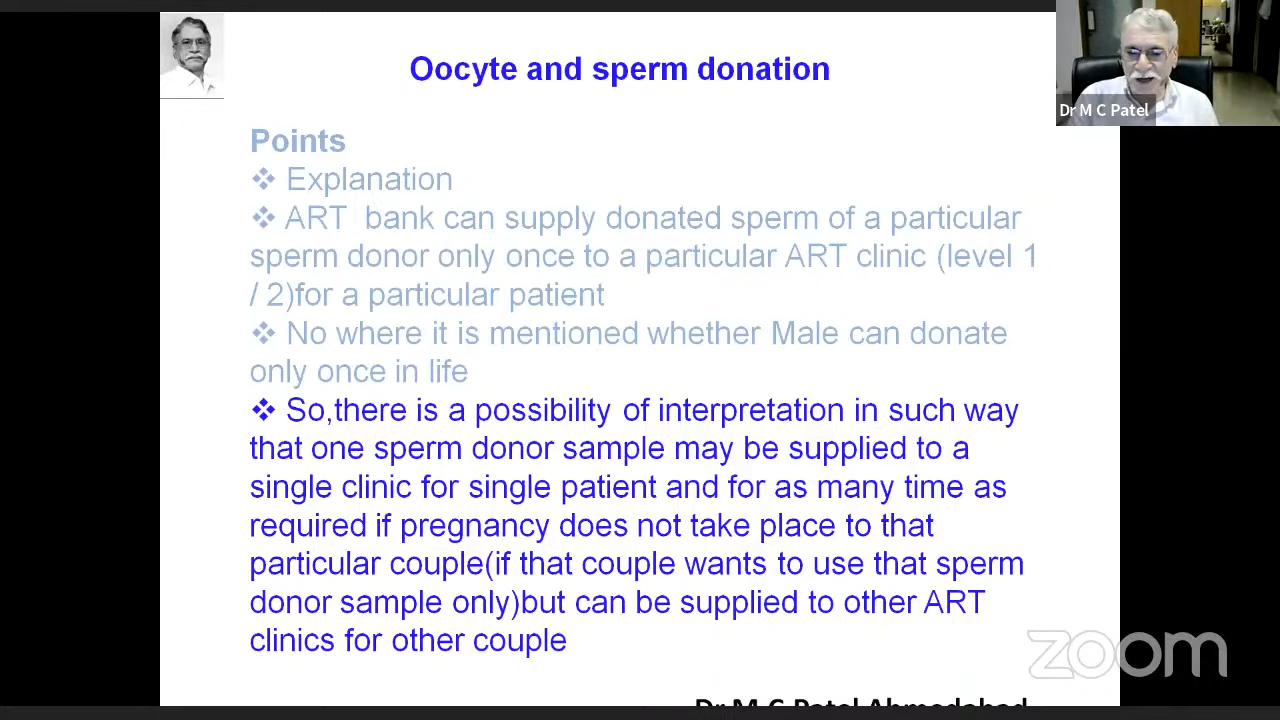 Oocyte and sperm donation
Dr M C Patel
Points
❖ Explanation
❖ ART bank can supply donated sperm of a particular
sperm donor only once to a particular ART clinic (level 1
/ 2)for a particular patient
❖ No where it is mentioned whether Male can donate
only once in life
❖ So,there is a possibility of interpretation in such way
that one sperm donor sample may be supplied to a
single clinic for single patient and for as many time as
required if pregnancy does not take place to that
particular couple(if that couple wants to use that sperm
donor sample only)but can be supplied to other ART
clinics for other couple
zoom
Dr M C Patel Ahmedabad